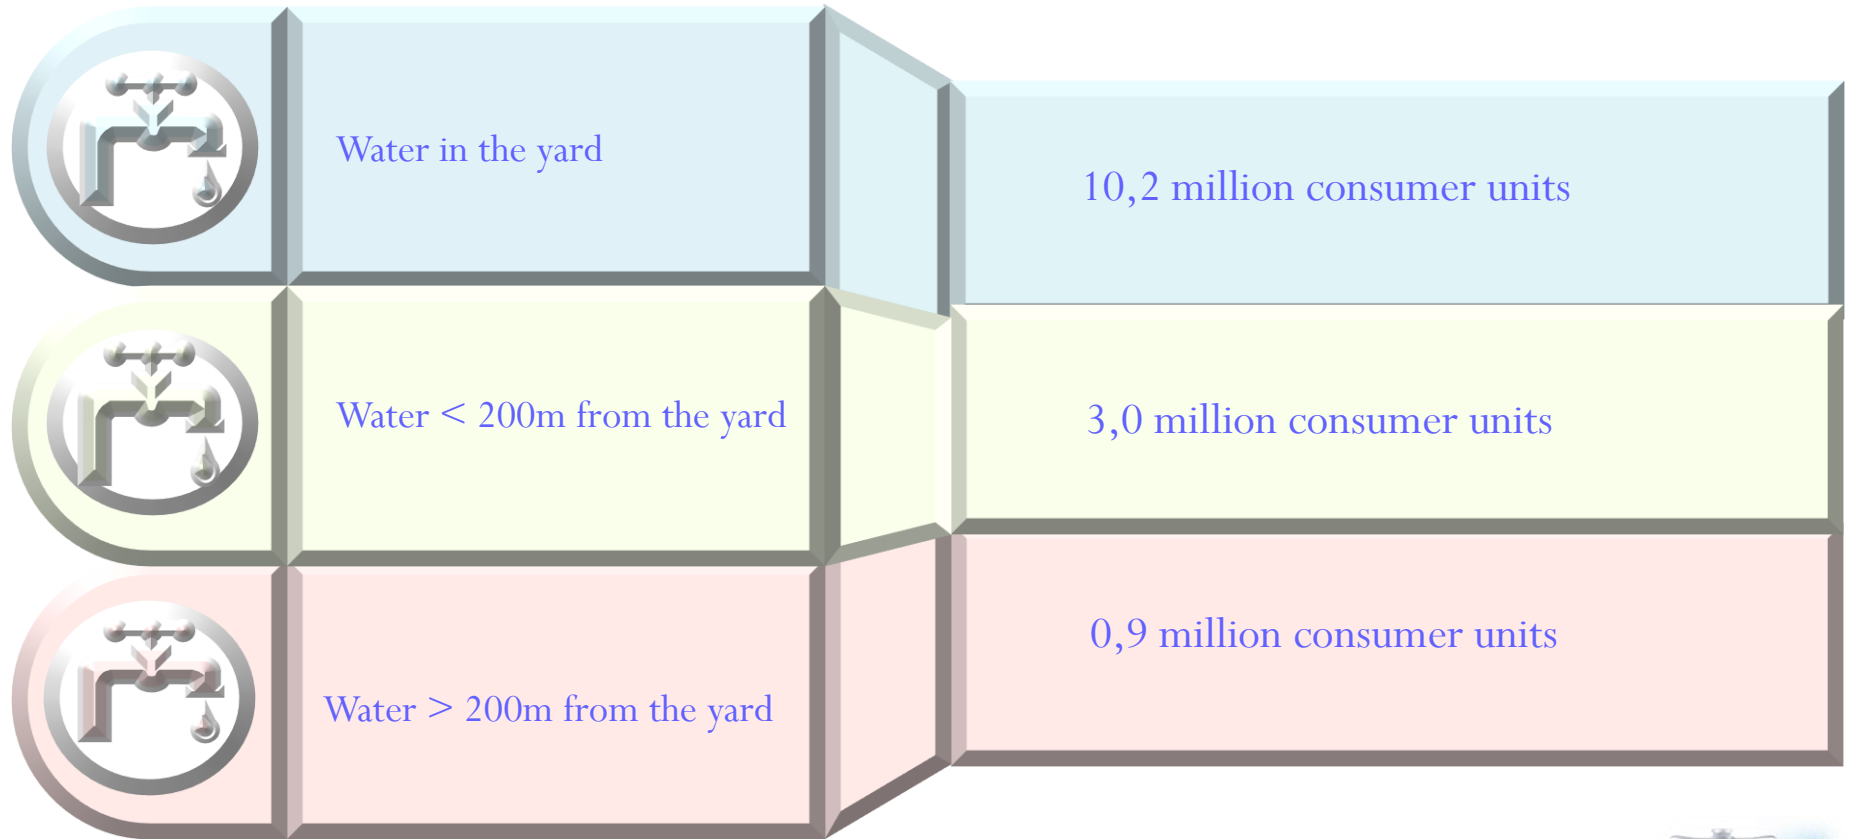 Water in the yard
10,2 million consumer units
Water < 200m from the yard
3,0 million consumer units
Water > 200m from the yard
0,9 million consumer units